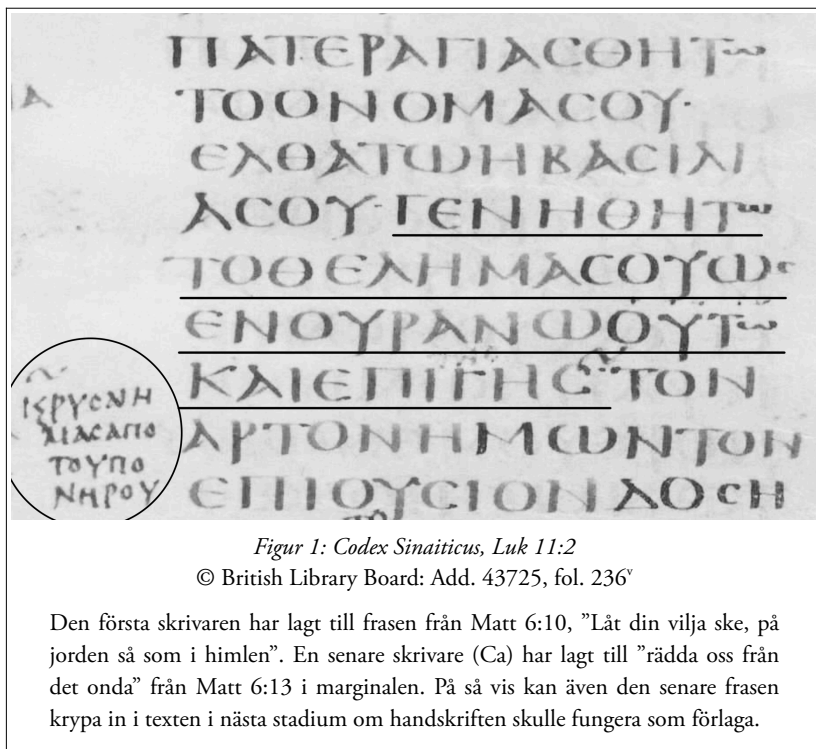 ΠΑΤΕΡΑΓΙΑϹΘΗΤω
ΤΟΟΝΟΜΑϹΟΥ·
ΕΛΘΑΤΩΗΒΑϹΙΛΙ
ΑϹΟΥ·ΓΕΝΗΘΗΤω
ΤΟΘΕΛΗΜΑϹΟΥΩϲ
ΕΝΟΥΡΑΝΩΟΥΤω
ΚΑΙΕΠΙΓΗϹ ΤΟΝ
ΑΡΤΟΝΗΜΩΝΤΟΝ
ΕΠΙΟΥϹΙΟΝΔΟϲΗ
ΜΑϹΑΠΟ
ΤΟΥΠΟ
ΝΗΡΟΥ
Figur 1: Codex Sinaiticus, Luk 11:2
© British Library Board: Add. 43725, fol. 236ᵛ
Den första skrivaren har lagt till frasen från Matt 6:10, ”Låt din vilja ske, på
jorden så som i himlen”. En senare skrivare (Ca) har lagt till ”rädda oss från
det onda” från Matt 6:13 i marginalen. På så vis kan även den senare frasen
krypa in i texten i nästa stadium om handskriften skulle fungera som förlaga.